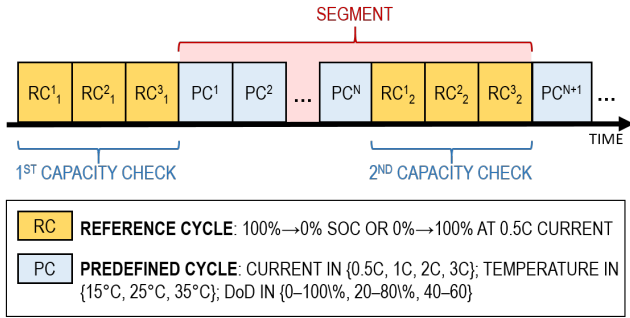 SEGMENT
RC¹₁ RC²₁ RC³₁ PC¹ PC² ... PCᴺ RC¹₂ RC²₂ RC³₂ PCᴺ⁺¹ ...
TIME
1ST CAPACITY CHECK 2ND CAPACITY CHECK
RC REFERENCE CYCLE: 100%→0% SOC OR 0%→100% AT 0.5C CURRENT
PC PREDEFINED CYCLE: CURRENT IN {0.5C, 1C, 2C, 3C}; TEMPERATURE IN
{15°C, 25°C, 35°C}; DoD IN {0–100\%, 20–80\%, 40–60}